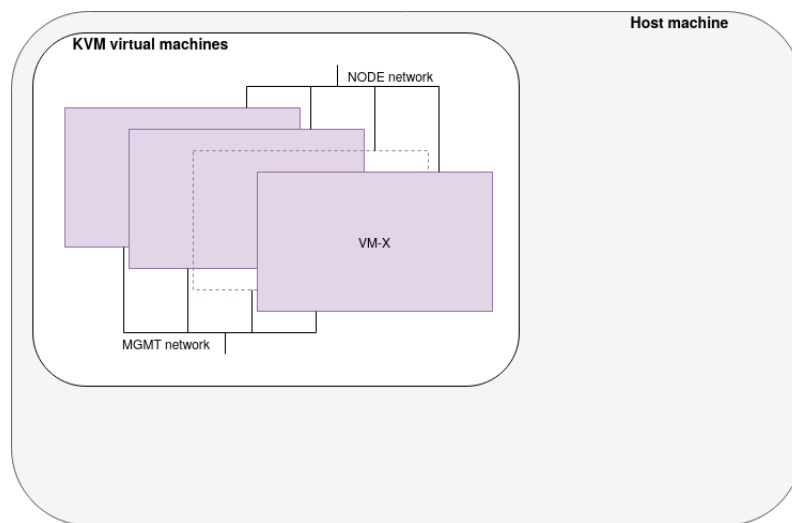 Host machine
KVM virtual machines
NODE network
VM-X
MGMT network